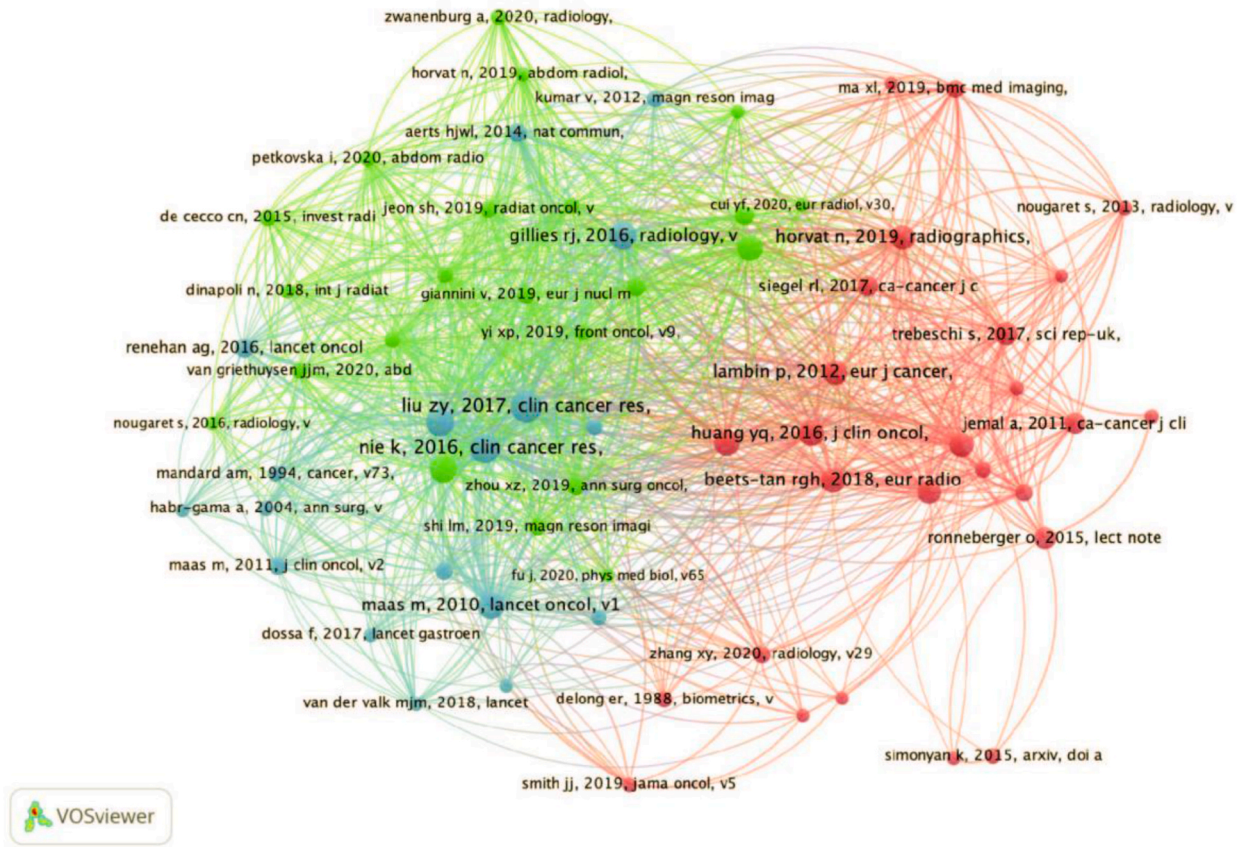 zwanenburg a, 2020, radiology,
horvat n, 2019, abdom radiol,
kumar v, 2012, magn reson imag
ma xl, 2019, bmc med imaging,
aerts hjwl, 2014, nat commun,
petkovska i, 2020, abdom radio
de cecco cn, 2015, invest radi
jeon sh, 2019, radiat oncol, v
cui yf, 2020, eur radiol, v30,
nougaret s, 2013, radiology, v
gillies rj, 2016, radiology, v
horvat n, 2019, radiographics,
dinapoli n, 2018, int j radiat
giannini v, 2019, eur j nucl m
siegel rl, 2017, ca-cancer j c
yi xp, 2019, front oncol, v9,
trebeschi s, 2017, sci rep-uk,
renehan ag, 2016, lancet oncol
van griethuysen jjm, 2020, abd
lambin p, 2012, eur j cancer,
liu zy, 2017, clin cancer res,
nougaret s, 2016, radiology, v
jemal a, 2011, ca-cancer j cli
huang yq, 2016, j clin oncol,
nie k, 2016, clin cancer res,
mandard am, 1994, cancer, v73,
zhou xz, 2019, ann surg oncol,
beets-tan rgh, 2018, eur radio
habr-gama a, 2004, ann surg, v
shi lm, 2019, magn reson imagi
ronneberger o, 2015, lect note
maas m, 2011, j clin oncol, v2
fu j, 2020, phys med biol, v65
maas m, 2010, lancet oncol, v1
dossa f, 2017, lancet gastroen
zhang xy, 2020, radiology, v29
van der valk mjm, 2018, lancet
delong er, 1988, biometrics, v
simonyan k, 2015, arxiv, doi a
smith jj, 2019, jama oncol, v5
VOSviewer